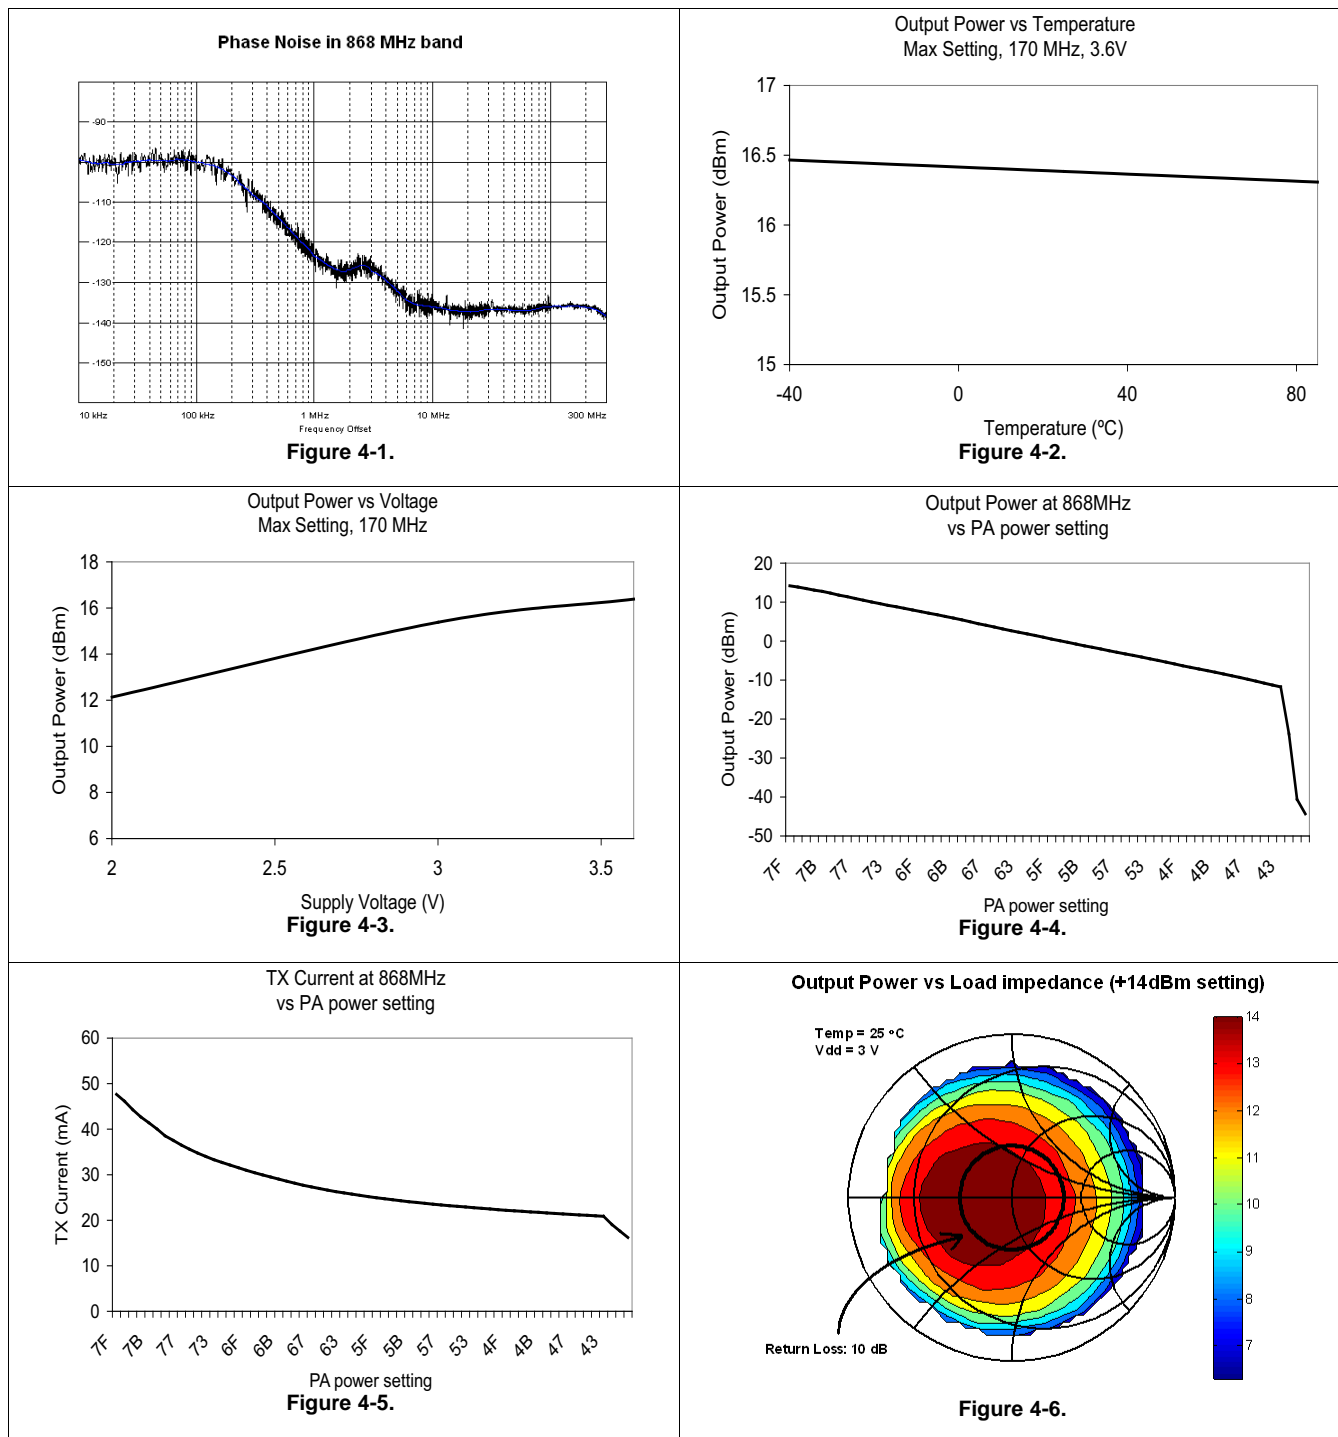 Phase Noise in 868 MHz band
-90
-110
-120
-130
-140
-150
10 kHz 100 kHz 1 MHz 10 MHz 300 MHz
Frequency Offset
Figure 4-1.
Output Power vs Temperature
Max Setting, 170 MHz, 3.6V
Output Power (dBm)
17
16.5
16
15.5
15
-40 0 40 80
Temperature (ºC)
Figure 4-2.
Output Power vs Voltage
Max Setting, 170 MHz
Output Power (dBm)
18
16
14
12
10
8
6
2 2.5 3 3.5
Supply Voltage (V)
Figure 4-3.
Output Power at 868MHz
vs PA power setting
Output Power (dBm)
20
10
0
-10
-20
-30
-40
-50
7F 7B 77 73 6F 6B 67 63 5F 5B 57 53 4F 4B 47 43
PA power setting
Figure 4-4.
TX Current at 868MHz
vs PA power setting
TX Current (mA)
60
50
40
30
20
10
0
7F 7B 77 73 6F 6B 67 63 5F 5B 57 53 4F 4B 47 43
PA power setting
Figure 4-5.
Output Power vs Load impedance (+14dBm setting)
Temp = 25 ºC
Vdd = 3 V
14
13
12
11
10
9
8
7
Return Loss: 10 dB
Figure 4-6.